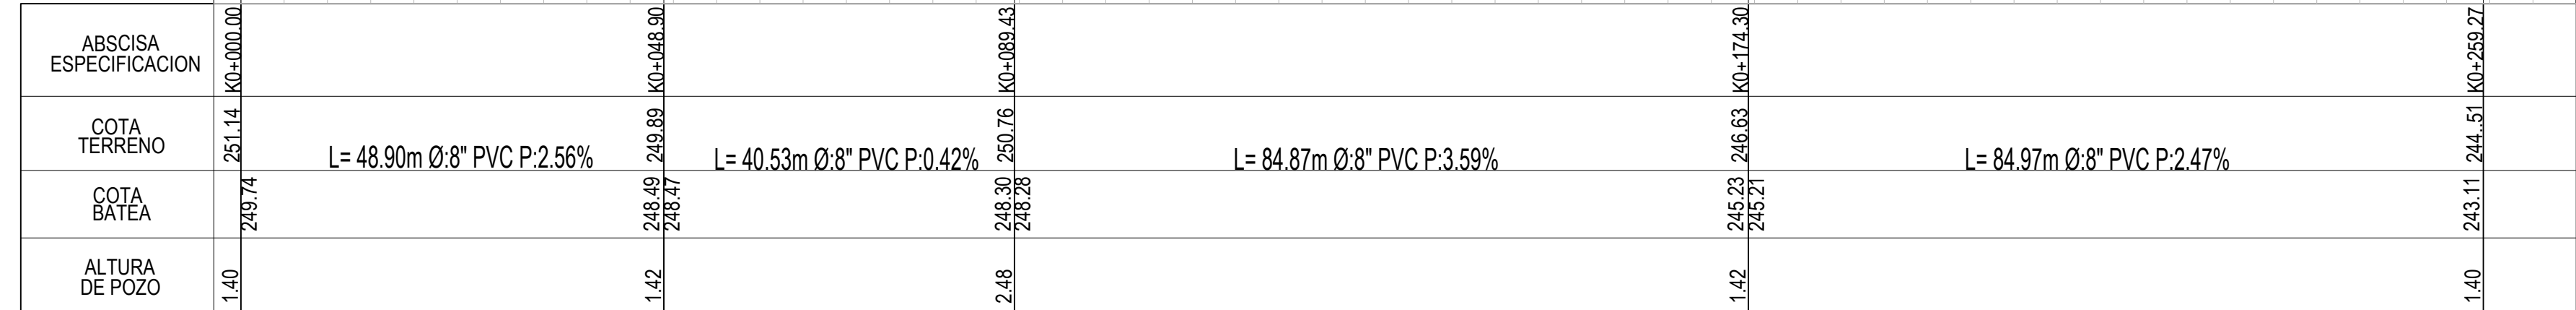 ABSCISA
ESPECIFICACION
K0+000.00
K0+048.90
K0+089.43
K0+174.30
K0+259.27
COTA
TERRENO
251.14
L= 48.90m Ø:8" PVC P:2.56%
249.89
L= 40.53m Ø:8" PVC P:0.42%
250.76
L= 84.87m Ø:8" PVC P:3.59%
246.63
L= 84.97m Ø:8" PVC P:2.47%
244..51
COTA
BATEA
249.74
248.49
248.47
248.30
248.28
245.23
245.21
243.11
ALTURA
DE POZO
1.40
1.42
2.48
1.42
1.40